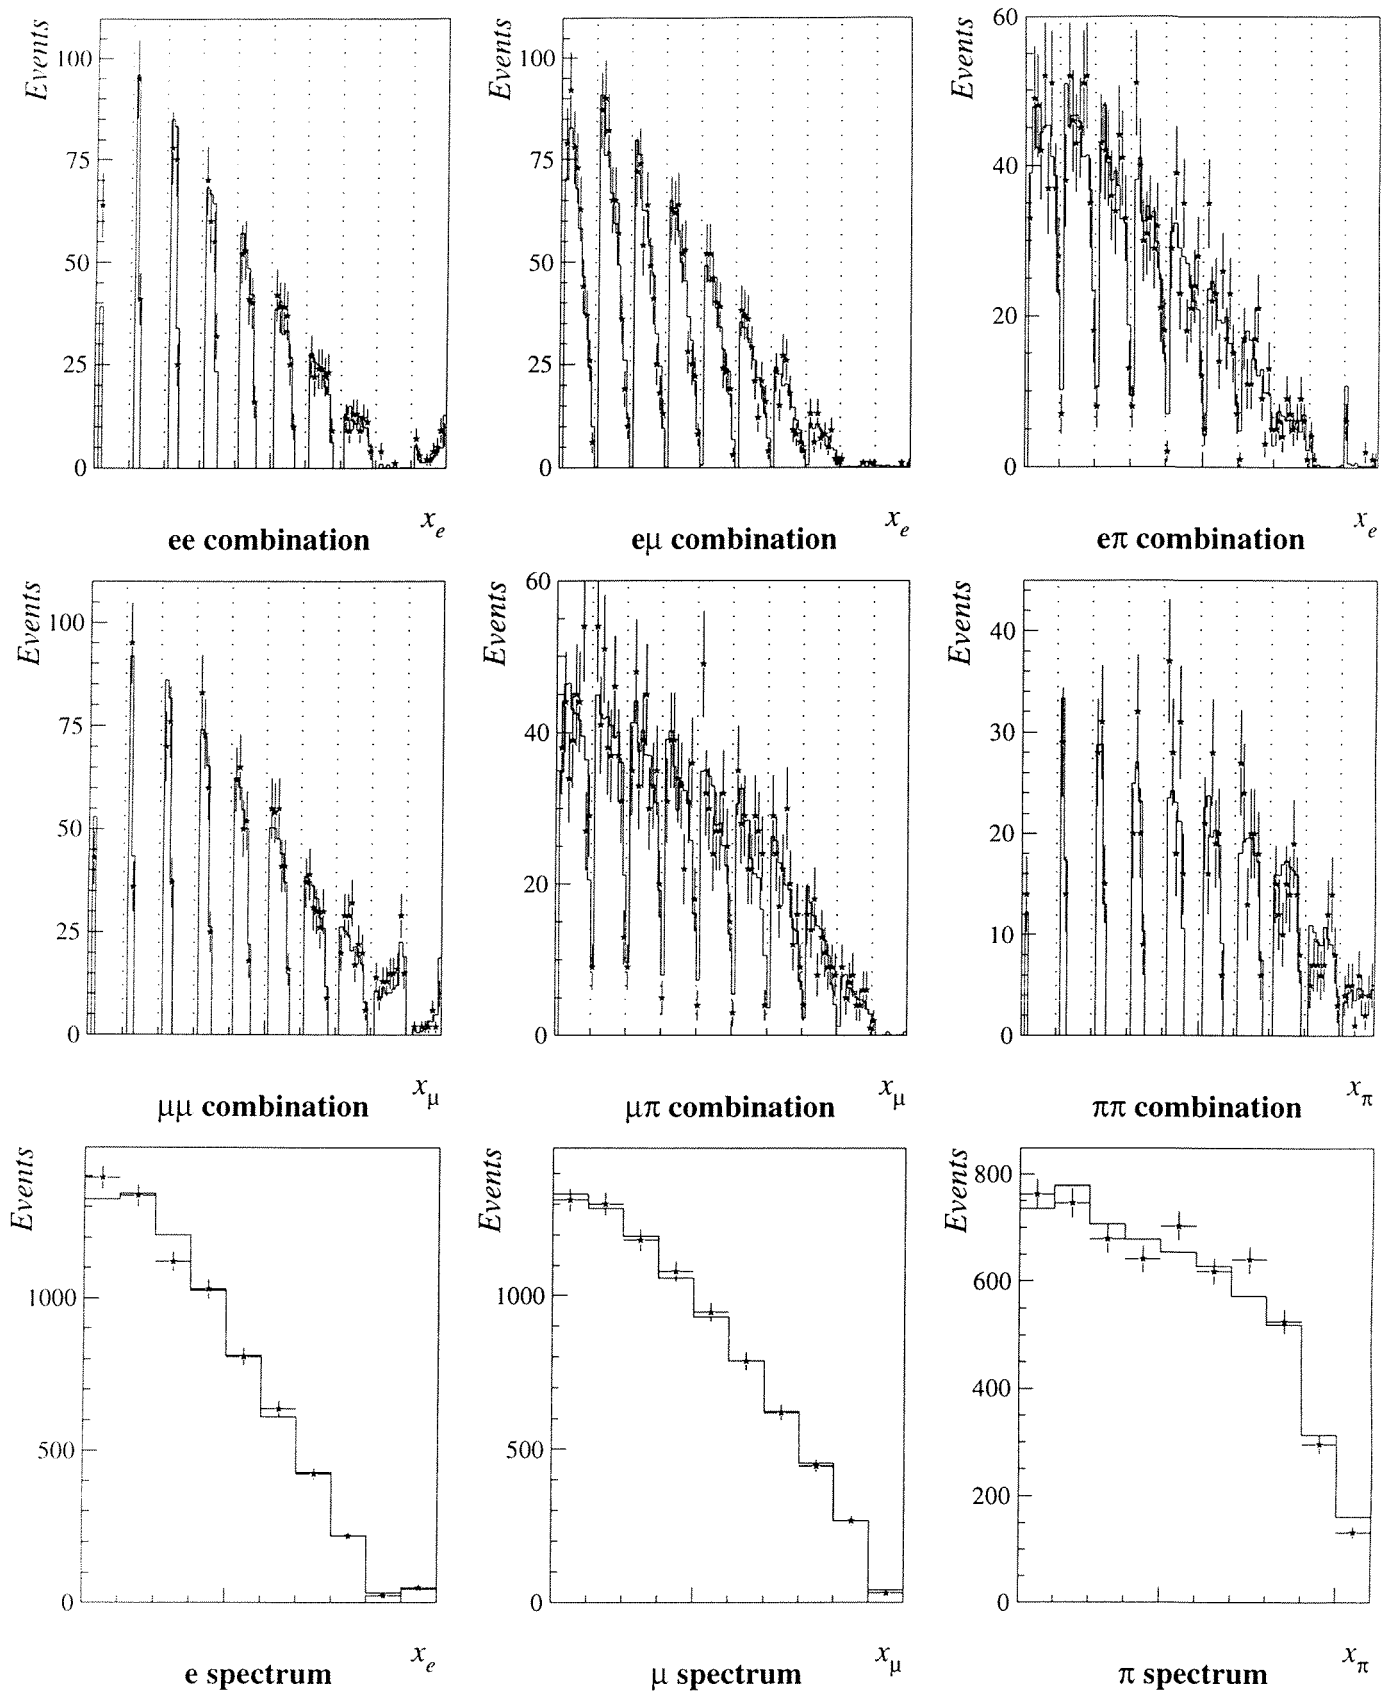 Events
100
75
50
25
0
x_e
ee combination
Events
100
75
50
25
0
x_e
eμ combination
Events
60
40
20
0
x_e
eπ combination
Events
100
75
50
25
0
x_μ
μμ combination
Events
60
40
20
0
x_μ
μπ combination
Events
40
30
20
10
0
x_π
ππ combination
Events
1000
500
0
x_e
e spectrum
Events
1000
500
0
x_μ
μ spectrum
Events
800
600
400
200
0
x_π
π spectrum